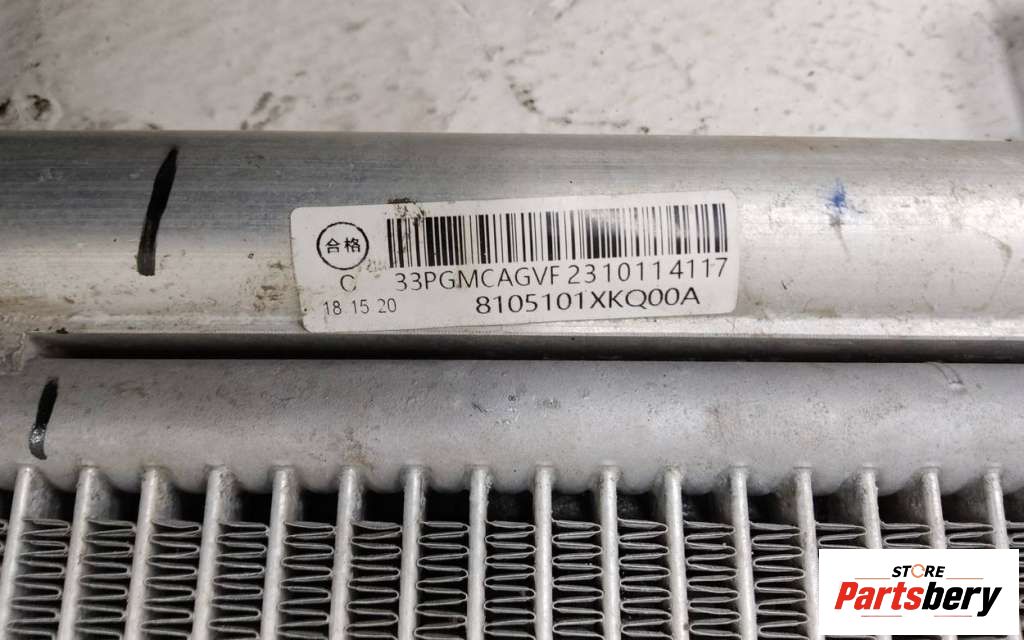 合格
33PGMCAGVF 2310114117
C
18.15 20
8105101XKQ00A
STORE
Partsbery